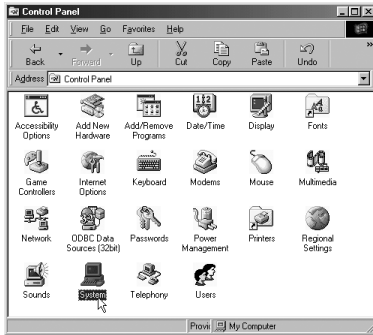 Control Panel
File Edit View Go Favorites Help
Back Forward Up Cut Copy Paste Undo »
Address Control Panel
Accessibility Options
Add New Hardware
Add/Remove Programs
Date/Time
Display
Fonts
Game Controllers
Internet Options
Keyboard
Modems
Mouse
Multimedia
Network
ODBC Data Sources (32bit)
Passwords
Power Management
Printers
Regional Settings
Sounds
System
Telephony
Users
Provi My Computer